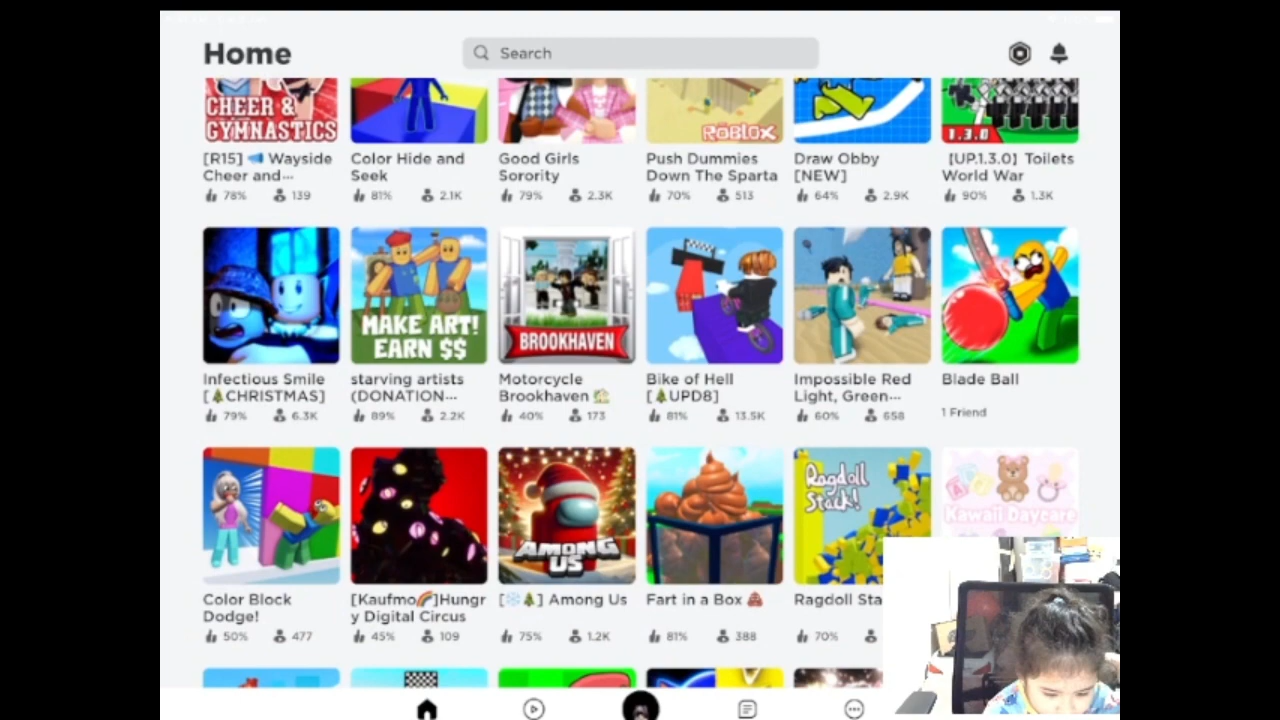 Home
Search
CHEER &
GYMNASTICS
ROBLOX
1.3.0
[R15] 📣 Wayside
Cheer and...
78% 139
Color Hide and
Seek
81% 2.1K
Good Girls
Sorority
79% 2.3K
Push Dummies
Down The Sparta
70% 513
Draw Obby
[NEW]
64% 2.9K
【UP.1.3.0】Toilets
World War
90% 1.3K
MAKE ART!
EARN $$
BROOKHAVEN
Infectious Smile
[🎄CHRISTMAS]
79% 6.3K
starving artists
(DONATION...
89% 2.2K
Motorcycle
Brookhaven 🏡
40% 173
Bike of Hell
[🎄UPD8]
81% 13.5K
Impossible Red
Light, Green...
60% 658
Blade Ball
1 Friend
AMONG
US
Ragdoll
Stack!
Kawaii Daycare
Color Block
Dodge!
50% 477
[Kaufmo🌈]Hungr
y Digital Circus
45% 109
[❄️🎄] Among Us
75% 1.2K
Fart in a Box 💩
81% 388
Ragdoll Sta
70%